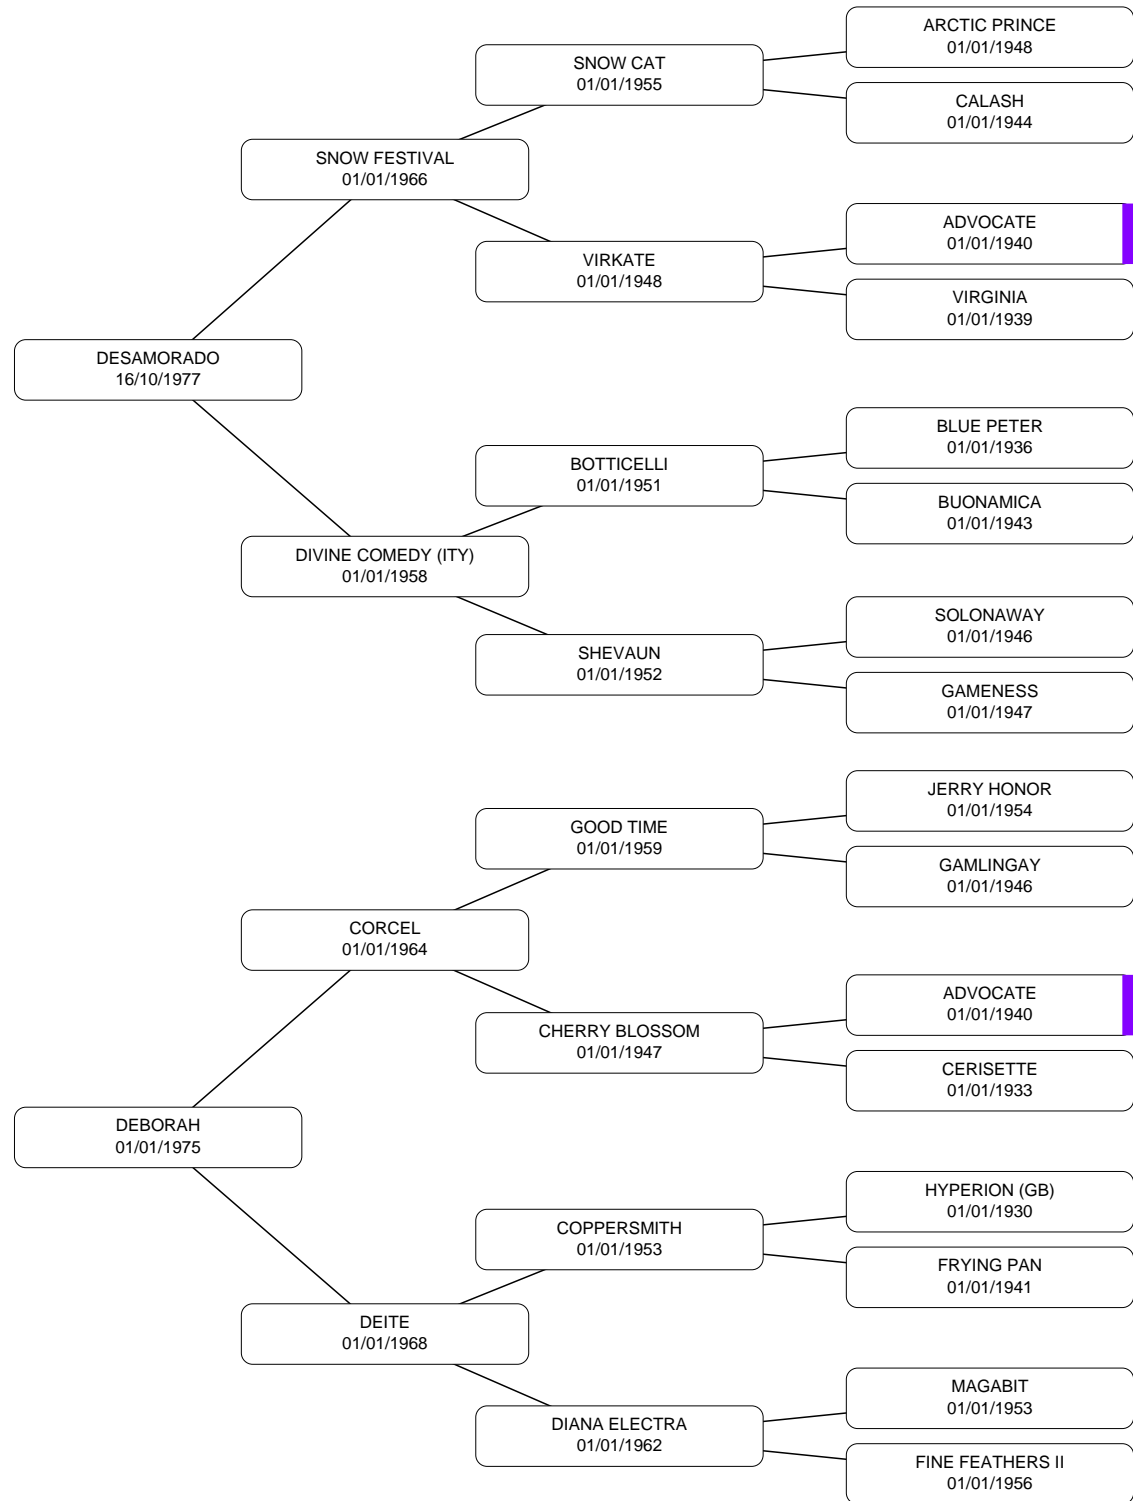 ARCTIC PRINCE
01/01/1948
SNOW CAT
01/01/1955
CALASH
01/01/1944
SNOW FESTIVAL
01/01/1966
ADVOCATE
01/01/1940
VIRKATE
01/01/1948
VIRGINIA
01/01/1939
DESAMORADO
16/10/1977
BLUE PETER
01/01/1936
BOTTICELLI
01/01/1951
BUONAMICA
01/01/1943
DIVINE COMEDY (ITY)
01/01/1958
SOLONAWAY
01/01/1946
SHEVAUN
01/01/1952
GAMENESS
01/01/1947
JERRY HONOR
01/01/1954
GOOD TIME
01/01/1959
GAMLINGAY
01/01/1946
CORCEL
01/01/1964
ADVOCATE
01/01/1940
CHERRY BLOSSOM
01/01/1947
CERISETTE
01/01/1933
DEBORAH
01/01/1975
HYPERION (GB)
01/01/1930
COPPERSMITH
01/01/1953
FRYING PAN
01/01/1941
DEITE
01/01/1968
MAGABIT
01/01/1953
DIANA ELECTRA
01/01/1962
FINE FEATHERS II
01/01/1956